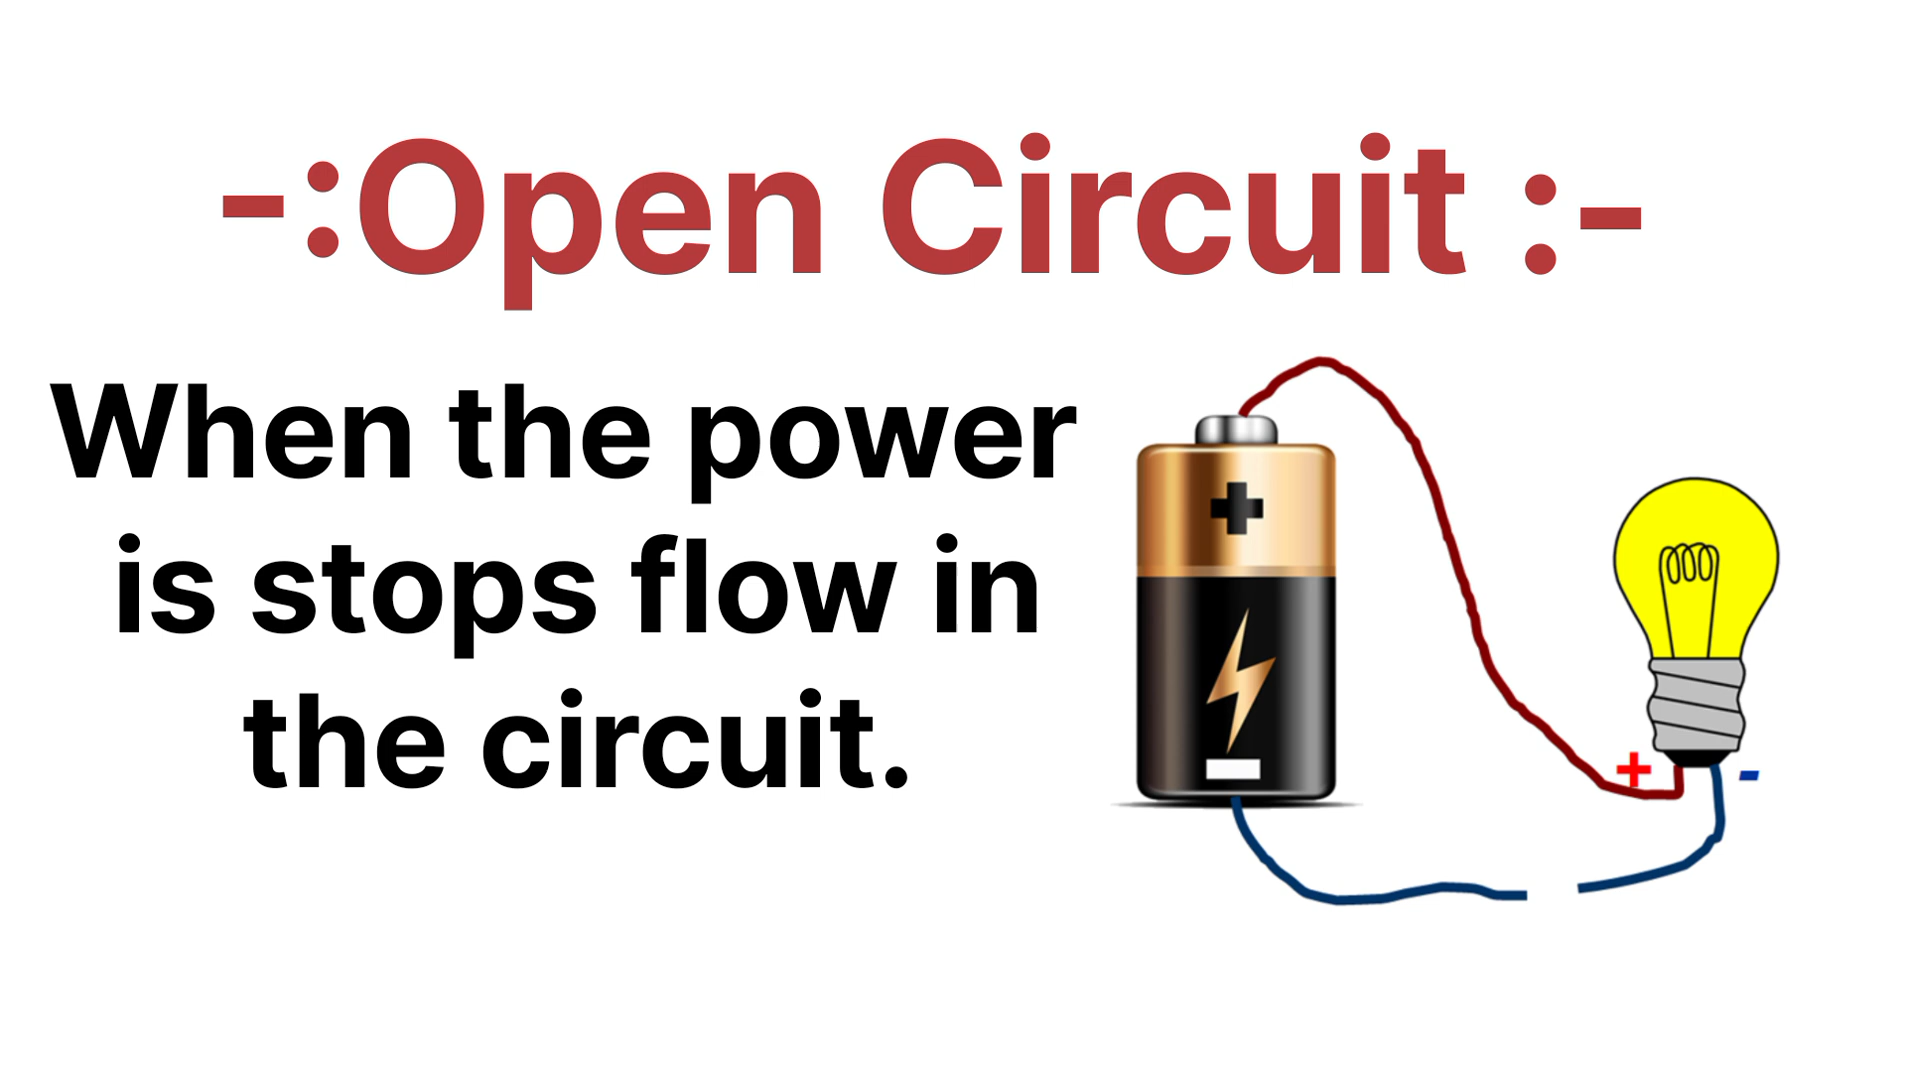 -:Open Circuit :-
When the power
is stops flow in
the circuit.
+
-